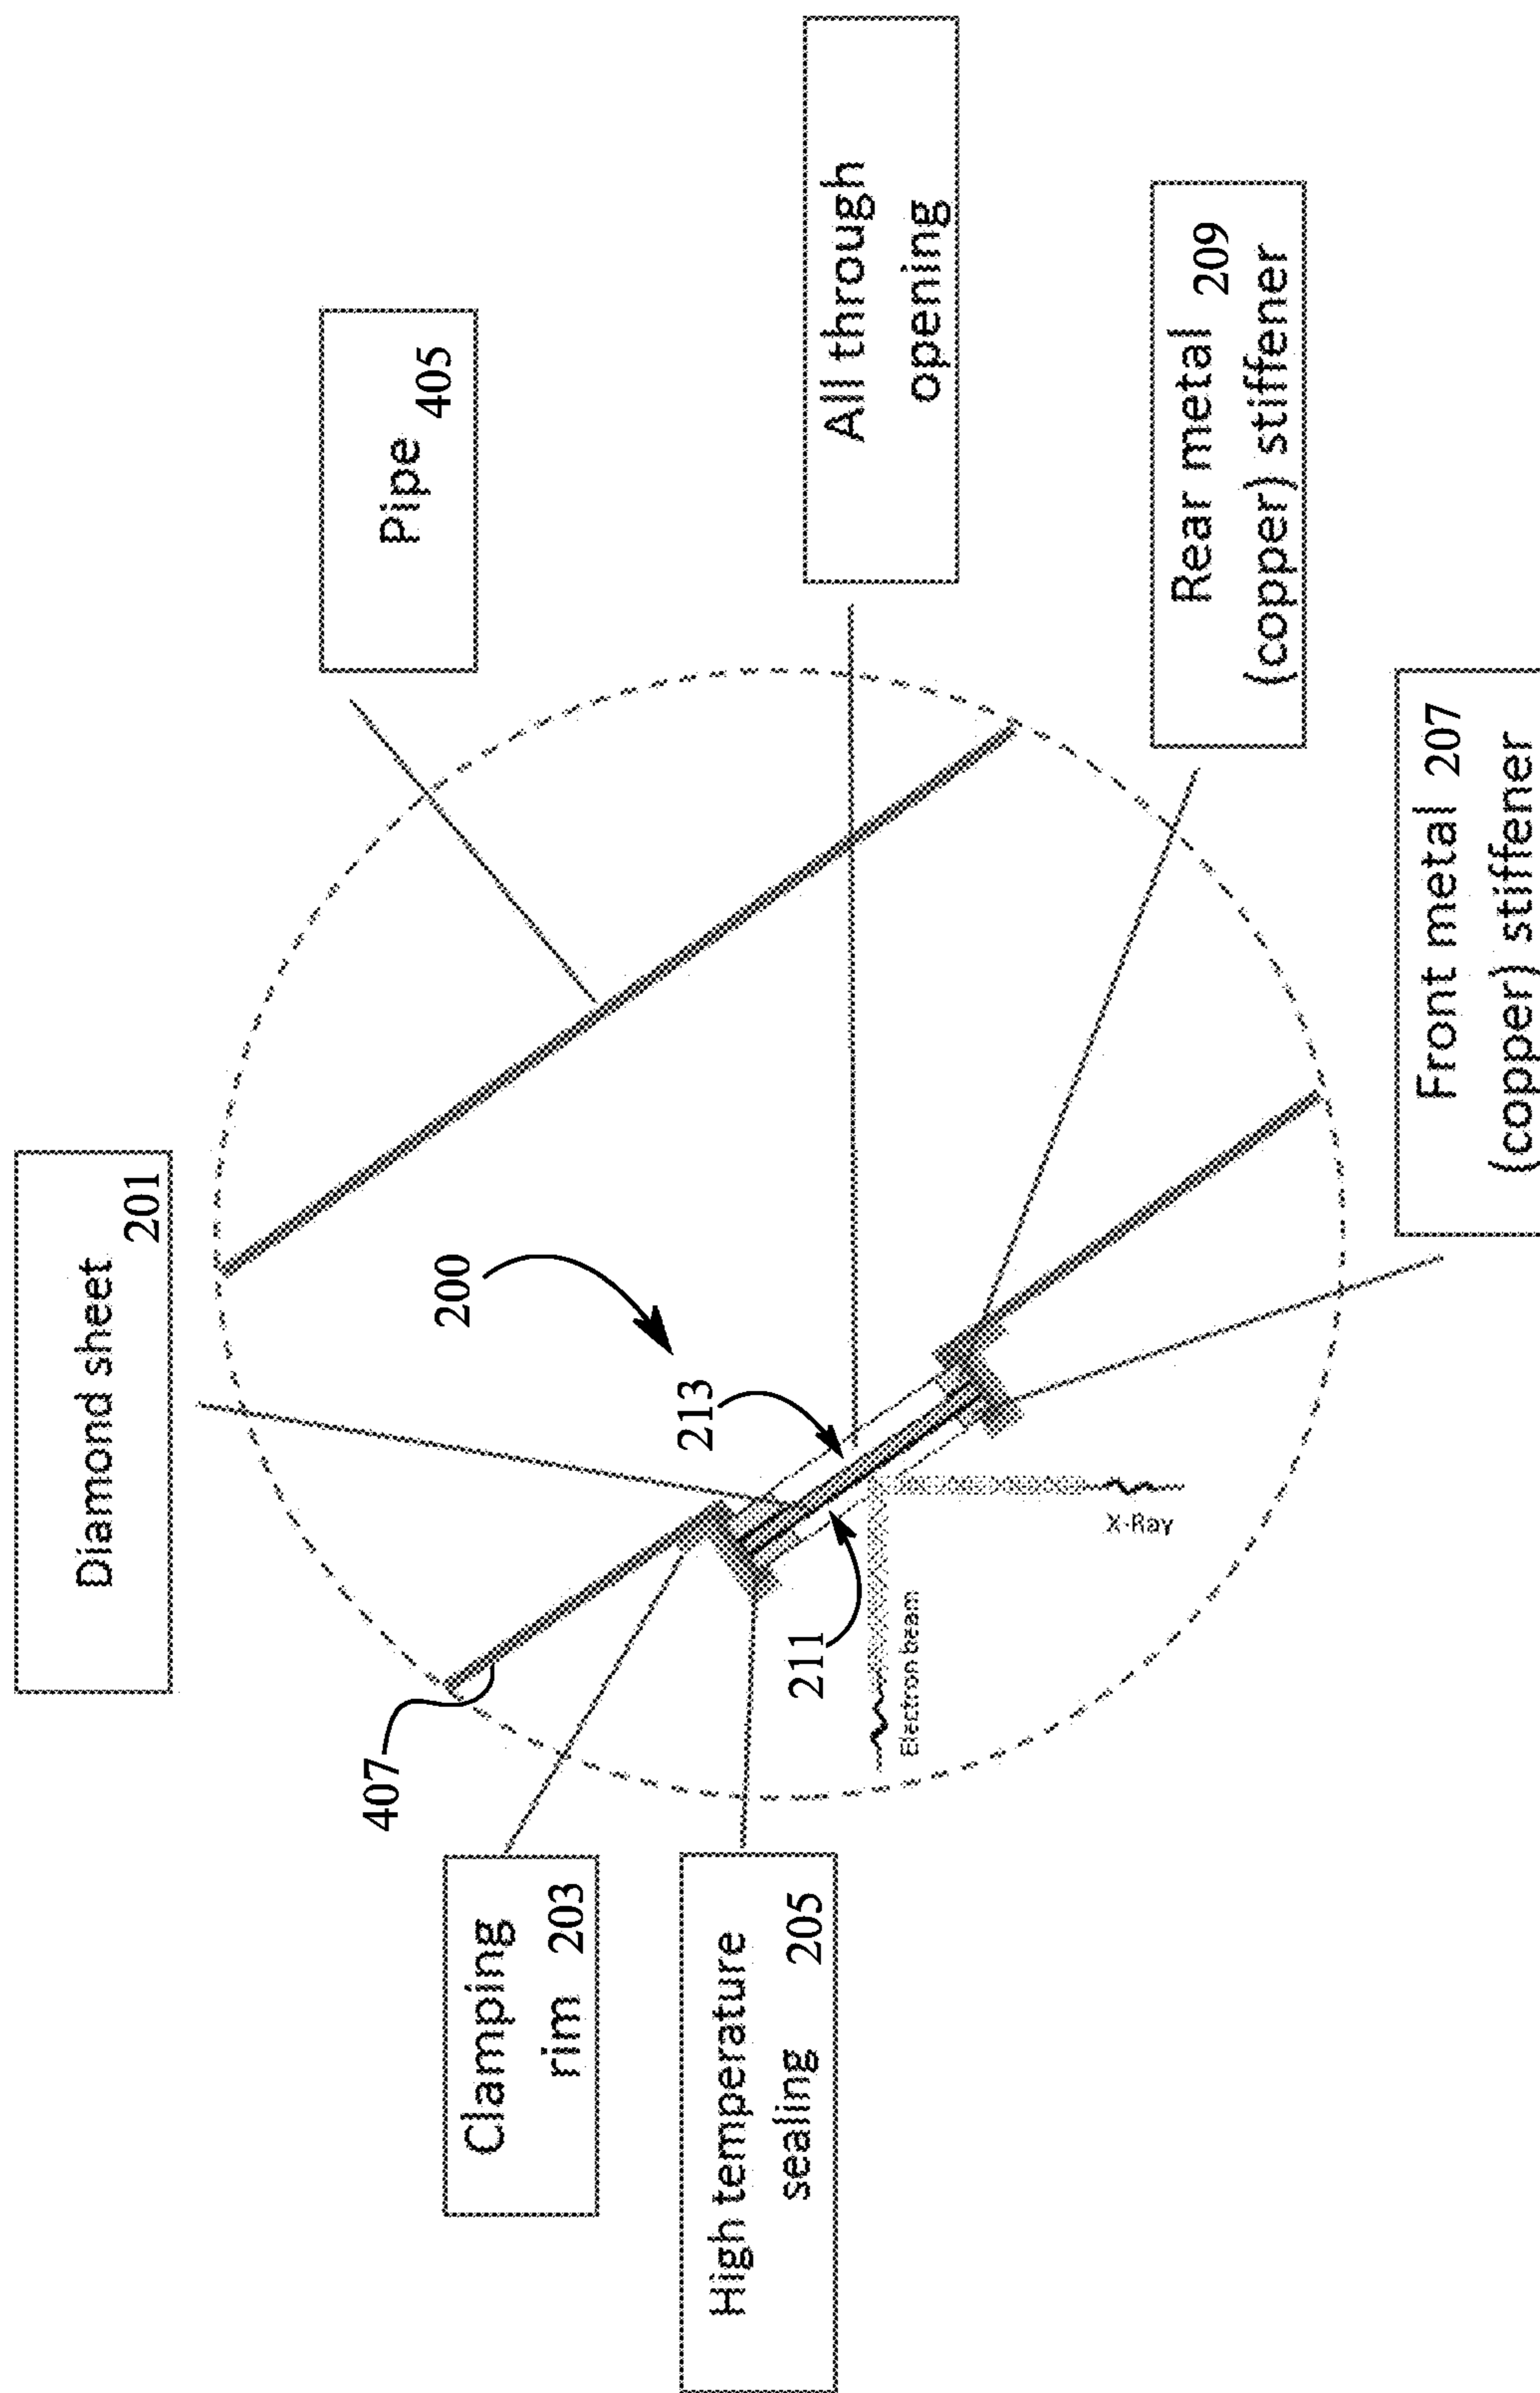 Diamond sheet
201
Pipe 405
All through
opening
Rear metal 209
(copper) stiffener
Front metal 207
(copper) stiffener
Clamping
rim 203
High temperature
sealing 205
407
200
213
211
Electron beam
X-Ray